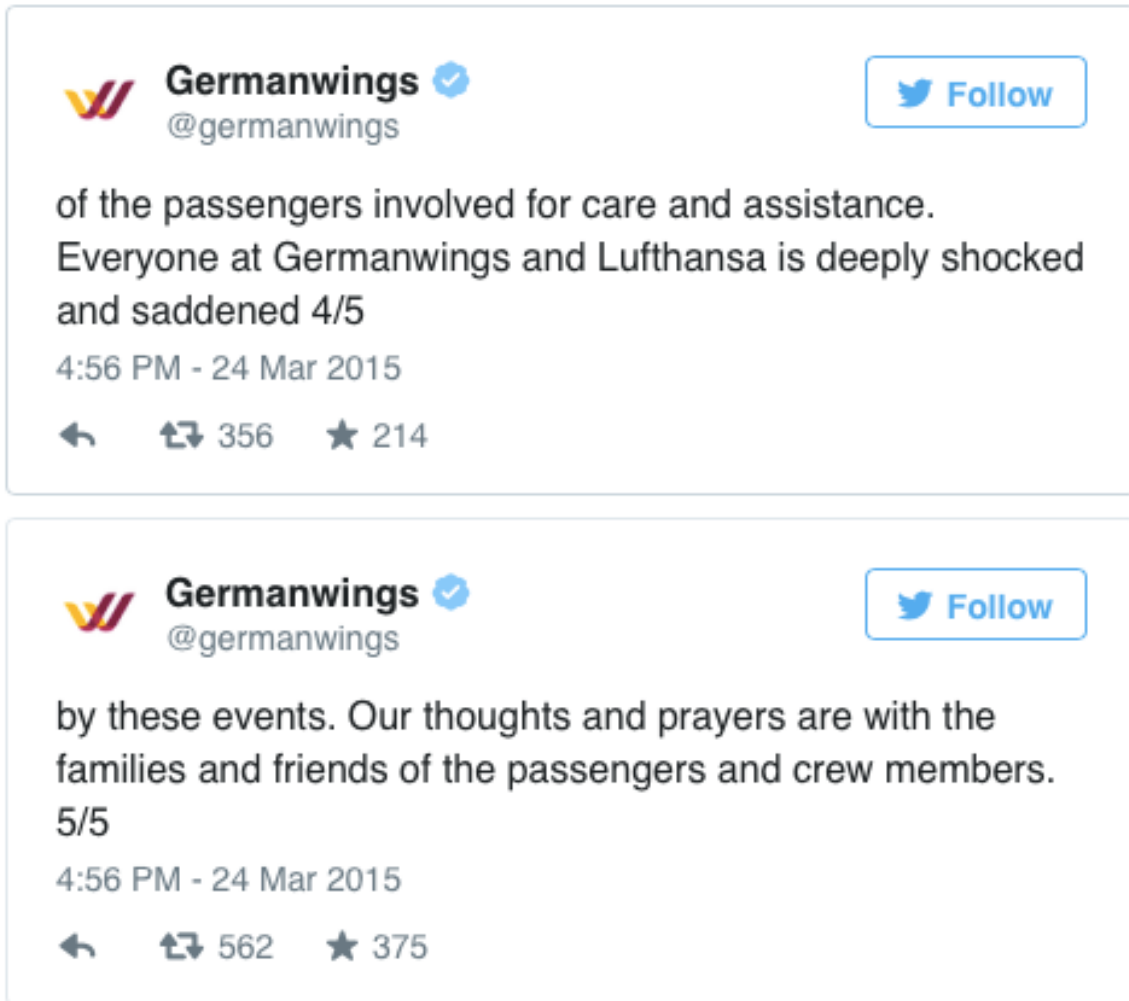 Germanwings
Follow
@germanwings
of the passengers involved for care and assistance.
Everyone at Germanwings and Lufthansa is deeply shocked
and saddened 4/5
4:56 PM - 24 Mar 2015
356 214
Germanwings
Follow
@germanwings
by these events. Our thoughts and prayers are with the
families and friends of the passengers and crew members.
5/5
4:56 PM - 24 Mar 2015
562 375